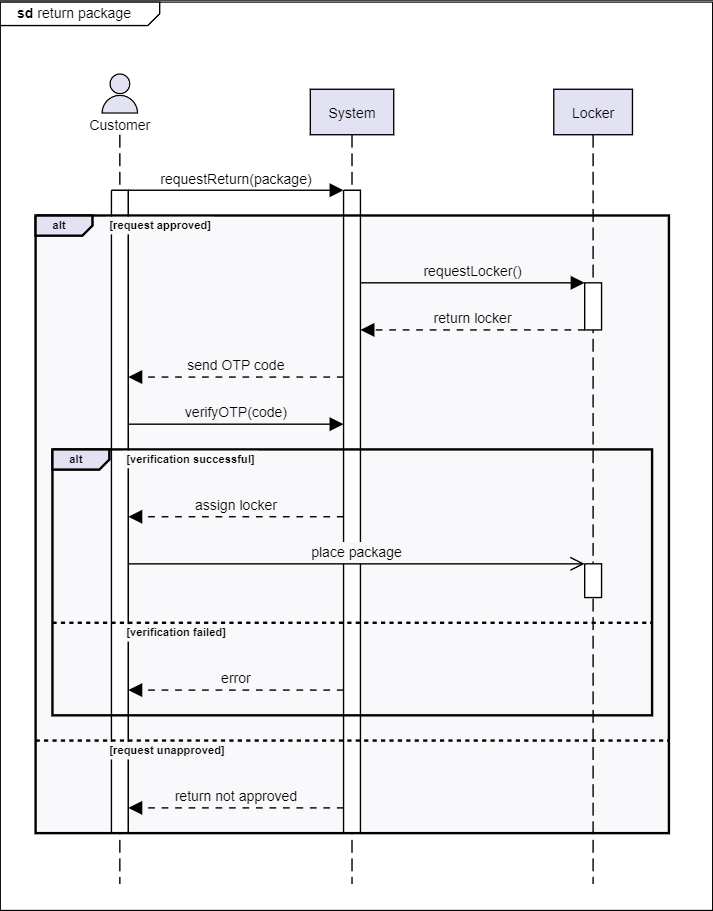 sd return package
Customer
System
Locker
requestReturn(package)
alt
[request approved]
requestLocker()
return locker
send OTP code
verifyOTP(code)
alt
[verification successful]
assign locker
place package
[verification failed]
error
[request unapproved]
return not approved